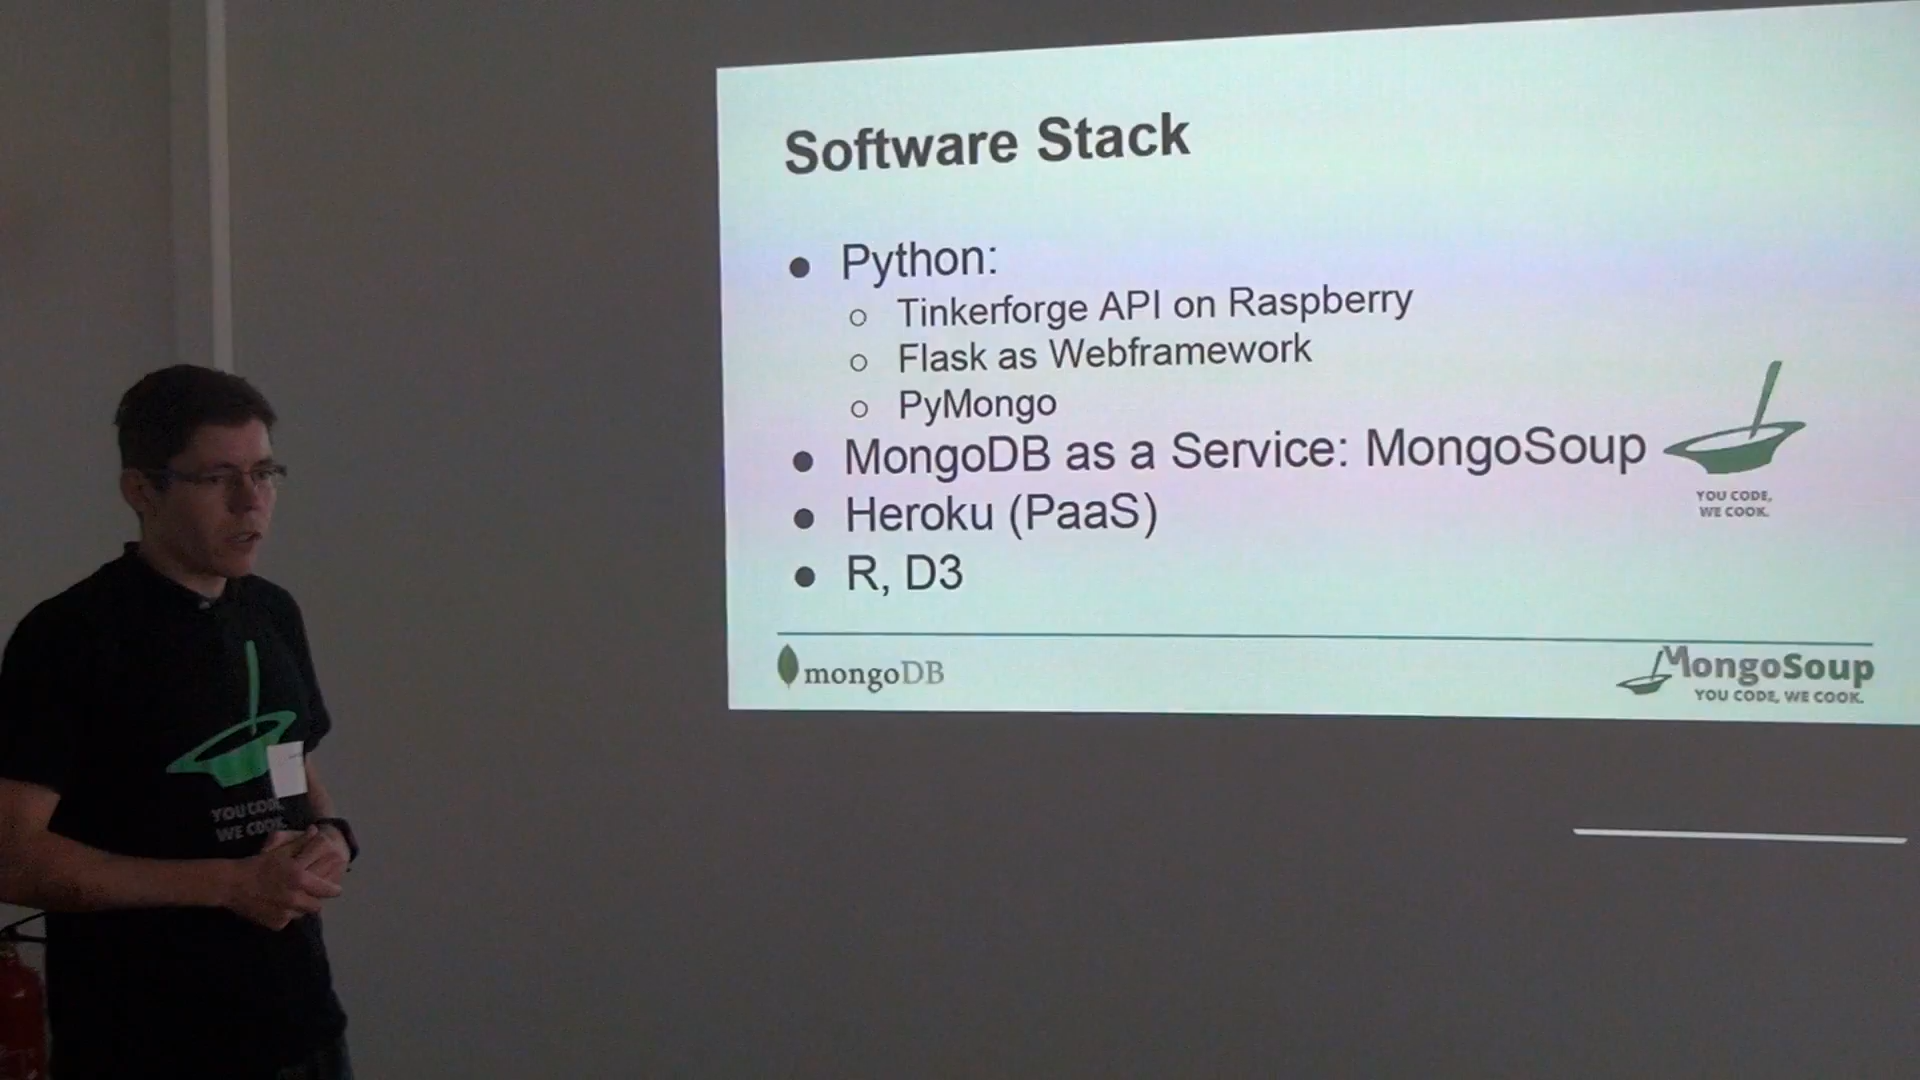 Software Stack
● Python:
○ Tinkerforge API on Raspberry
○ Flask as Webframework
○ PyMongo
● MongoDB as a Service: MongoSoup
● Heroku (PaaS)
● R, D3
YOU CODE,
WE COOK.
mongoDB
MongoSoup
YOU CODE, WE COOK.
YOU CODE,
WE COOK.